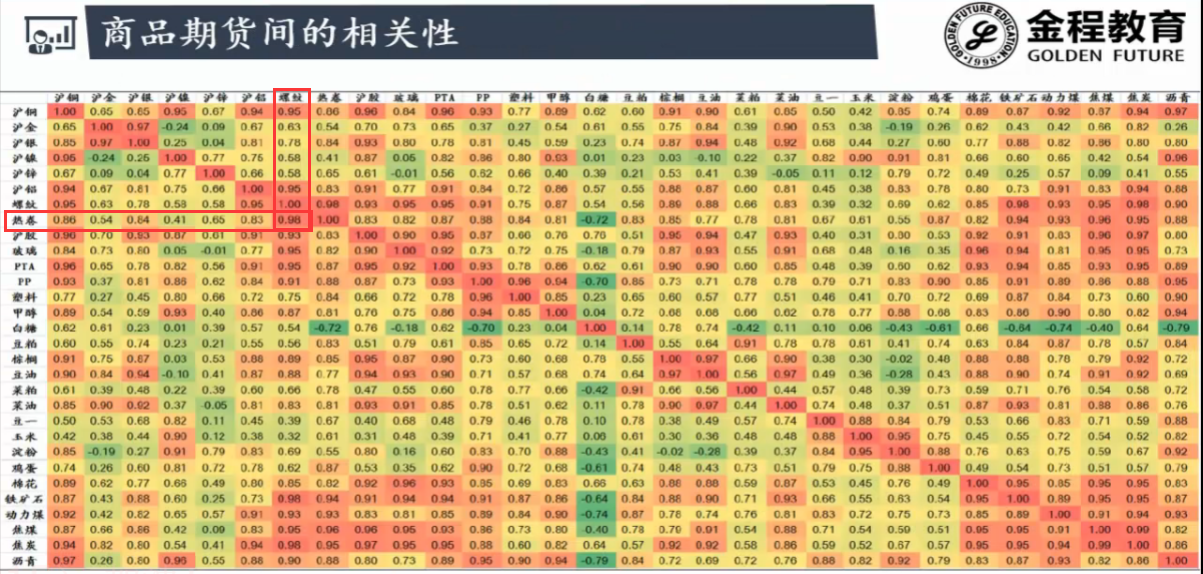 商品期货间的相关性
GOLDEN FUTURE EDUCATION
·1998·
金程教育
GOLDEN FUTURE
沪铜 沪金 沪银 沪镍 沪锌 沪铝 螺纹 热卷 沪胶 玻璃 PTA PP 塑料 甲醇 白糖 豆粕 棕榈 豆油 菜粕 菜油 豆一 玉米 淀粉 鸡蛋 棉花 铁矿石 动力煤 焦煤 焦炭 沥青
沪铜 1.00 0.65 0.85 0.95 0.67 0.94 0.95 0.86 0.96 0.84 0.96 0.93 0.77 0.89 0.62 0.60 0.91 0.90 0.61 0.85 0.50 0.42 0.85 0.74 0.89 0.87 0.92 0.87 0.94 0.97
沪金 0.65 1.00 0.97 -0.24 0.09 0.67 0.63 0.54 0.70 0.73 0.65 0.37 0.27 0.54 0.61 0.55 0.75 0.84 0.39 0.90 0.53 0.38 -0.19 0.26 0.62 0.43 0.42 0.66 0.82 0.26
沪银 0.85 0.97 1.00 0.25 0.04 0.81 0.78 0.84 0.93 0.80 0.78 0.81 0.45 0.59 0.23 0.74 0.87 0.94 0.48 0.92 0.68 0.44 0.27 0.60 0.77 0.88 0.82 0.86 0.80 0.80
沪镍 0.95 -0.24 0.25 1.00 0.77 0.75 0.58 0.41 0.87 0.05 0.82 0.86 0.80 0.93 0.01 0.23 0.03 -0.10 0.22 0.37 0.82 0.90 0.91 0.81 0.66 0.60 0.65 0.42 0.54 0.96
沪锌 0.67 0.09 0.04 0.77 1.00 0.66 0.58 0.65 0.61 -0.01 0.56 0.62 0.66 0.40 0.39 0.21 0.53 0.41 0.39 -0.05 0.11 0.12 0.79 0.72 0.49 0.25 0.57 0.09 0.41 0.55
沪铝 0.94 0.67 0.81 0.75 0.66 1.00 0.95 0.83 0.91 0.77 0.91 0.84 0.72 0.86 0.57 0.55 0.88 0.87 0.60 0.81 0.45 0.38 0.83 0.78 0.80 0.73 0.91 0.83 0.94 0.88
螺纹 0.95 0.63 0.78 0.58 0.58 0.95 1.00 0.98 0.93 0.95 0.95 0.91 0.75 0.87 0.54 0.56 0.89 0.88 0.66 0.83 0.39 0.32 0.69 0.62 0.85 0.98 0.93 0.95 0.98 0.90
热卷 0.86 0.54 0.84 0.41 0.65 0.83 0.98 1.00 0.83 0.82 0.87 0.88 0.84 0.81 -0.72 0.83 0.85 0.77 0.78 0.81 0.67 0.61 0.55 0.87 0.82 0.94 0.93 0.96 0.95 0.88
沪胶 0.96 0.70 0.93 0.87 0.61 0.91 0.93 0.83 1.00 0.90 0.95 0.87 0.66 0.76 0.76 0.51 0.95 0.94 0.47 0.93 0.40 0.31 0.80 0.53 0.92 0.91 0.83 0.96 0.97 0.80
玻璃 0.84 0.73 0.80 0.05 -0.01 0.77 0.95 0.82 0.90 1.00 0.92 0.73 0.72 0.75 -0.18 0.79 0.87 0.93 0.55 0.91 0.68 0.48 0.16 0.35 0.96 0.94 0.81 0.95 0.95 0.73
PTA 0.96 0.65 0.78 0.82 0.56 0.91 0.95 0.87 0.95 0.92 1.00 0.93 0.78 0.86 0.62 0.61 0.90 0.90 0.60 0.85 0.48 0.39 0.60 0.62 0.93 0.94 0.85 0.93 0.95 0.89
PP 0.93 0.37 0.81 0.88 0.62 0.84 0.91 0.88 0.87 0.73 0.93 1.00 0.96 0.94 -0.70 0.85 0.73 0.71 0.78 0.78 0.79 0.71 0.83 0.90 0.85 0.91 0.89 0.86 0.88 0.95
塑料 0.77 0.27 0.45 0.80 0.66 0.72 0.75 0.84 0.66 0.72 0.78 0.96 1.00 0.85 0.23 0.65 0.60 0.57 0.77 0.51 0.46 0.41 0.70 0.72 0.69 0.87 0.84 0.73 0.60 0.90
甲醇 0.89 0.54 0.59 0.93 0.40 0.86 0.87 0.81 0.76 0.75 0.86 0.94 0.85 1.00 0.04 0.72 0.68 0.68 0.66 0.62 0.78 0.77 0.88 0.68 0.83 0.86 0.90 0.80 0.82 0.94
白糖 0.62 0.61 0.23 0.01 0.39 0.57 0.54 -0.72 0.76 -0.18 0.62 -0.70 0.23 0.04 1.00 0.14 0.78 0.74 -0.42 0.11 0.10 0.06 -0.43 -0.61 0.66 -0.64 -0.74 -0.40 0.64 -0.79
豆粕 0.60 0.55 0.74 0.23 0.21 0.55 0.56 0.83 0.51 0.79 0.61 0.85 0.65 0.72 0.14 1.00 0.55 0.64 0.91 0.78 0.78 0.61 0.41 0.74 0.63 0.84 0.87 0.78 0.57 0.84
棕榈 0.91 0.75 0.87 0.03 0.53 0.88 0.89 0.85 0.95 0.87 0.90 0.73 0.60 0.68 0.78 0.55 1.00 0.97 0.66 0.90 0.38 0.30 -0.02 0.48 0.88 0.88 0.78 0.79 0.92 0.72
豆油 0.90 0.84 0.94 -0.10 0.41 0.87 0.88 0.77 0.94 0.93 0.90 0.71 0.57 0.68 0.74 0.64 0.97 1.00 0.56 0.97 0.49 0.36 -0.28 0.43 0.88 0.90 0.74 0.91 0.92 0.69
菜粕 0.61 0.39 0.48 0.22 0.39 0.60 0.66 0.78 0.47 0.55 0.60 0.78 0.77 0.66 -0.42 0.91 0.66 0.56 1.00 0.44 0.57 0.48 0.39 0.73 0.59 0.71 0.76 0.54 0.58 0.72
菜油 0.85 0.90 0.92 0.37 -0.05 0.81 0.83 0.81 0.93 0.91 0.85 0.78 0.51 0.62 0.11 0.78 0.90 0.97 0.44 1.00 0.74 0.48 0.37 0.51 0.87 0.93 0.81 0.88 0.86 0.76
豆一 0.50 0.53 0.68 0.82 0.11 0.45 0.39 0.67 0.40 0.68 0.48 0.79 0.46 0.78 0.10 0.78 0.38 0.49 0.57 0.74 1.00 0.88 0.84 0.79 0.53 0.66 0.83 0.71 0.59 0.88
玉米 0.42 0.38 0.44 0.90 0.12 0.38 0.32 0.61 0.31 0.48 0.39 0.71 0.41 0.77 0.06 0.61 0.30 0.36 0.48 0.48 0.88 1.00 0.95 0.75 0.45 0.55 0.72 0.54 0.52 0.82
淀粉 0.85 -0.19 0.27 0.91 0.79 0.83 0.69 0.55 0.80 0.16 0.60 0.83 0.70 0.88 -0.43 0.41 -0.02 -0.28 0.39 0.37 0.84 0.95 1.00 0.88 0.76 0.63 0.75 0.59 0.67 0.92
鸡蛋 0.74 0.26 0.60 0.81 0.72 0.78 0.62 0.87 0.53 0.35 0.62 0.90 0.72 0.68 -0.61 0.74 0.48 0.43 0.73 0.51 0.79 0.75 0.88 1.00 0.49 0.54 0.73 0.51 0.57 0.79
棉花 0.89 0.62 0.77 0.66 0.49 0.80 0.85 0.82 0.92 0.96 0.93 0.85 0.69 0.83 0.66 0.63 0.88 0.88 0.59 0.87 0.53 0.45 0.76 0.49 1.00 0.95 0.85 0.95 0.95 0.83
铁矿石 0.87 0.43 0.88 0.60 0.25 0.73 0.98 0.94 0.91 0.94 0.94 0.91 0.87 0.86 -0.64 0.84 0.88 0.90 0.71 0.93 0.66 0.55 0.63 0.54 0.95 1.00 0.89 0.95 0.95 0.87
动力煤 0.92 0.42 0.82 0.65 0.57 0.91 0.93 0.93 0.83 0.81 0.85 0.89 0.84 0.90 -0.74 0.87 0.78 0.74 0.76 0.81 0.83 0.72 0.75 0.73 0.85 0.89 1.00 0.91 0.94 0.93
焦煤 0.87 0.66 0.86 0.42 0.09 0.83 0.95 0.96 0.96 0.95 0.93 0.86 0.73 0.80 -0.40 0.78 0.79 0.91 0.54 0.88 0.71 0.54 0.59 0.51 0.95 0.95 0.91 1.00 0.99 0.82
焦炭 0.94 0.82 0.80 0.54 0.41 0.94 0.98 0.95 0.97 0.95 0.95 0.88 0.60 0.82 0.64 0.57 0.92 0.92 0.58 0.86 0.59 0.52 0.67 0.57 0.95 0.95 0.94 0.99 1.00 0.86
沥青 0.97 0.26 0.80 0.96 0.55 0.88 0.90 0.88 0.80 0.73 0.89 0.95 0.90 0.94 -0.79 0.84 0.72 0.69 0.72 0.76 0.88 0.82 0.92 0.79 0.83 0.87 0.93 0.82 0.86 1.00